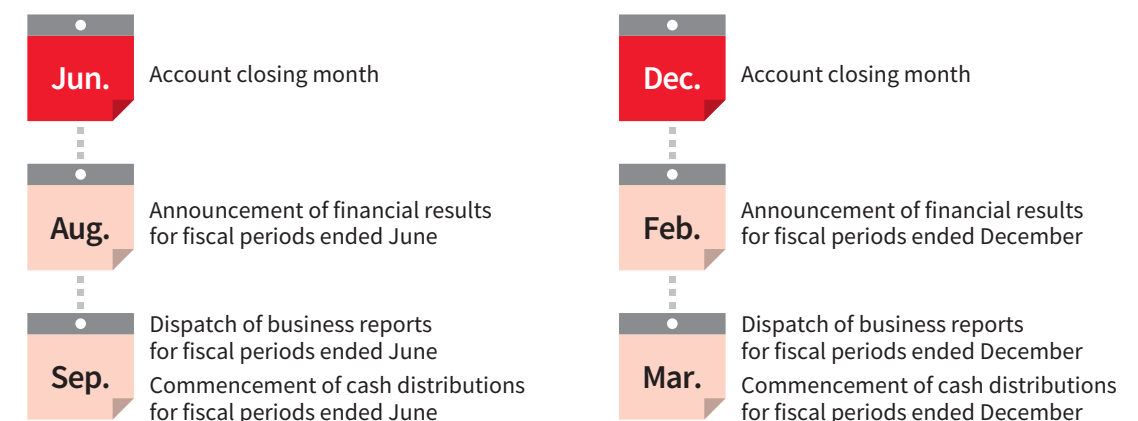 Jun.
Account closing month
Aug.
Announcement of financial results
for fiscal periods ended June
Sep.
Dispatch of business reports
for fiscal periods ended June
Commencement of cash distributions
for fiscal periods ended June
Dec.
Account closing month
Feb.
Announcement of financial results
for fiscal periods ended December
Mar.
Dispatch of business reports
for fiscal periods ended December
Commencement of cash distributions
for fiscal periods ended December